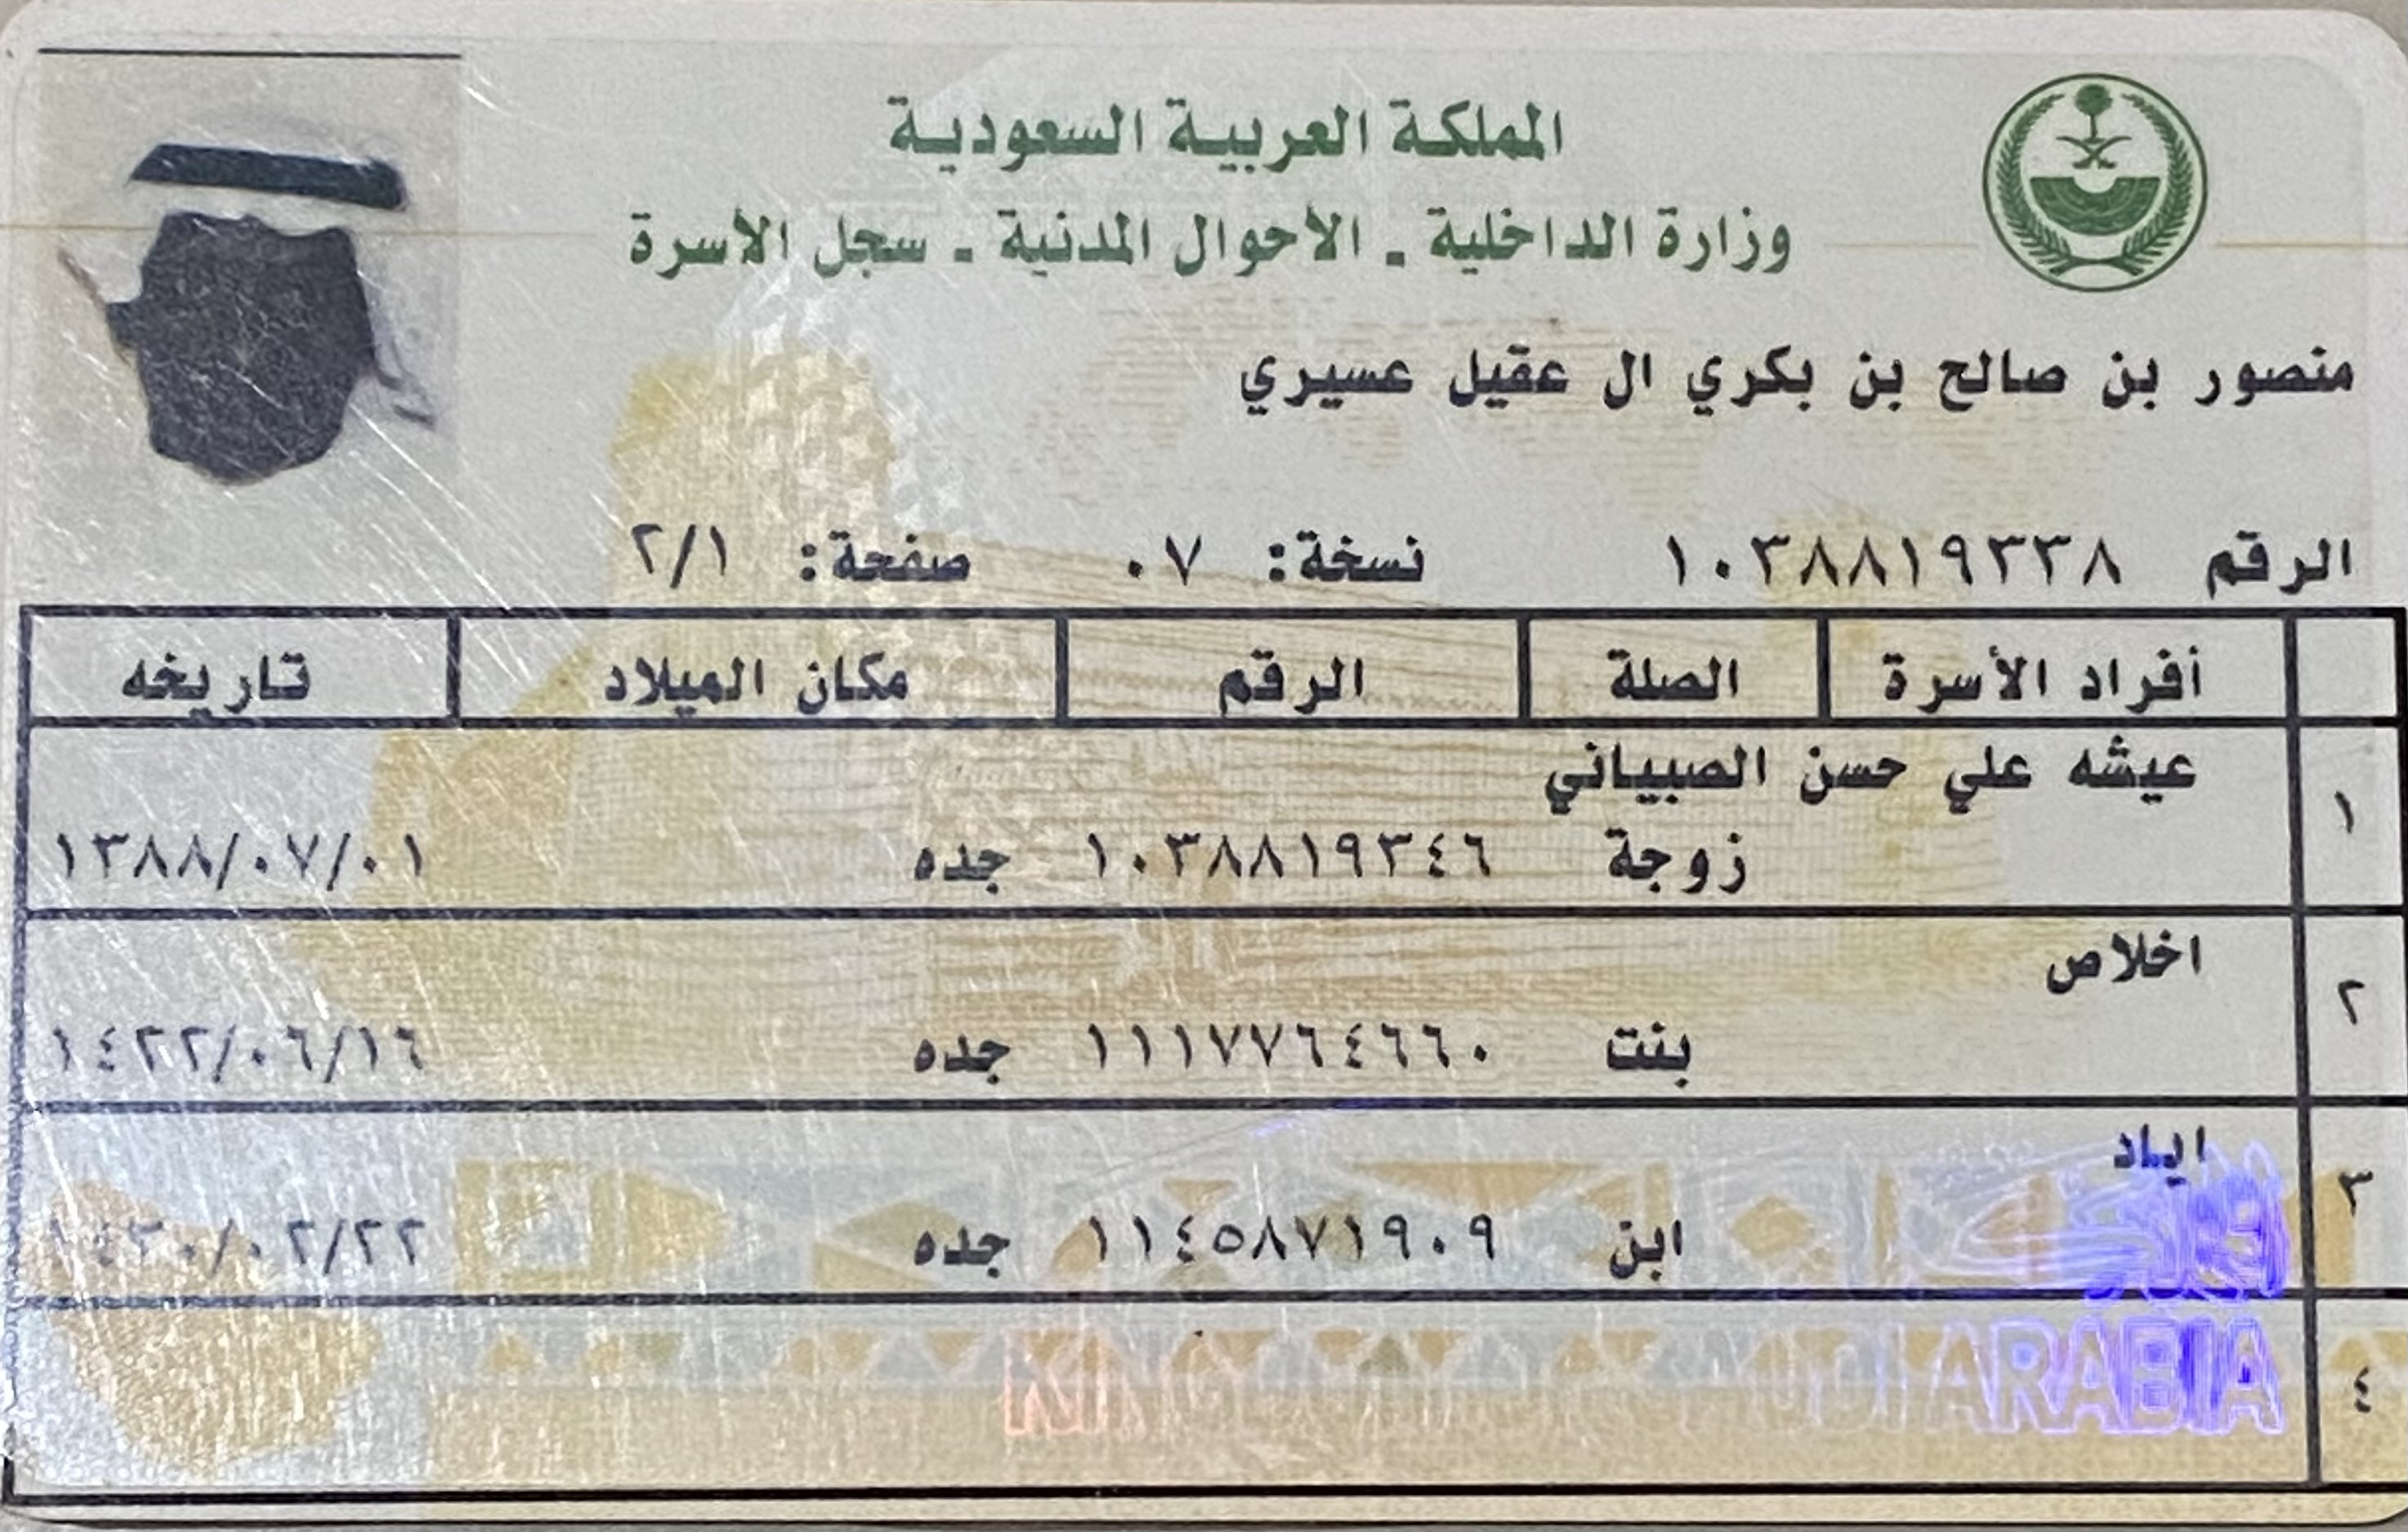 المملكة العربية السعودية
وزارة الداخلية - الأحوال المدنية - سجل الأسرة
منصور بن صالح بن بكري ال عقيل عسيري
الرقم ١٠٣٨٨١٩٣٣٨ نسخة: ٠٧ صفحة: ٢/١
أفراد الأسرة الصلة الرقم مكان الميلاد تاريخه
١ عيشه علي حسن الصبياني
زوجة ١٠٣٨٨١٩٣٤٦ جده ١٣٨٨/٠٧/٠١
٢ اخلاص
بنت ١١١٧٧٦٤٦٦٠ جده ١٤٢٢/٠٦/١٦
٣ اياد
ابن ١١٤٥٨٧١٩٠٩ جده ١٤٣٠/٠٢/٢٢
ARABIA
٤